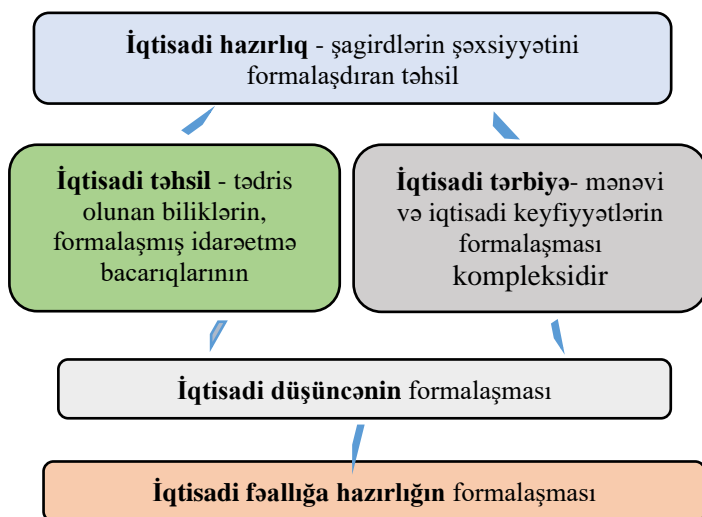 İqtisadi hazırlıq - şagirdlərin şəxsiyyətini
formalaşdıran təhsil
İqtisadi təhsil - tədris
olunan biliklərin,
formalaşmış idarəetmə
bacarıqlarının
İqtisadi tərbiyə- mənəvi
və iqtisadi keyfiyyətlərin
formalaşması
kompleksidir
İqtisadi düşüncənin formalaşması
İqtisadi fəallığa hazırlığın formalaşması